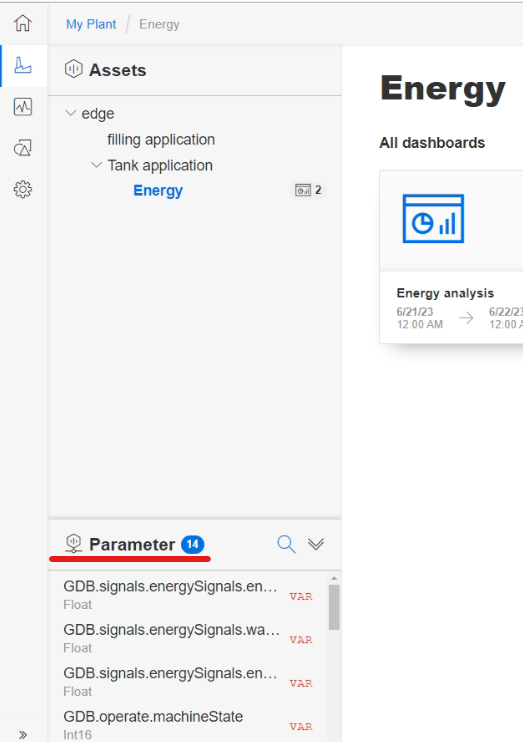 My Plant / Energy
Assets
edge
filling application
Tank application
Energy 2
Parameter 14
GDB.signals.energySignals.en...
Float VAR
GDB.signals.energySignals.wa...
Float VAR
GDB.signals.energySignals.en...
Float VAR
GDB.operate.machineState
Int16 VAR
Energy
All dashboards
Energy analysis
6/21/23 6/22/23
12:00 AM 12:00 A